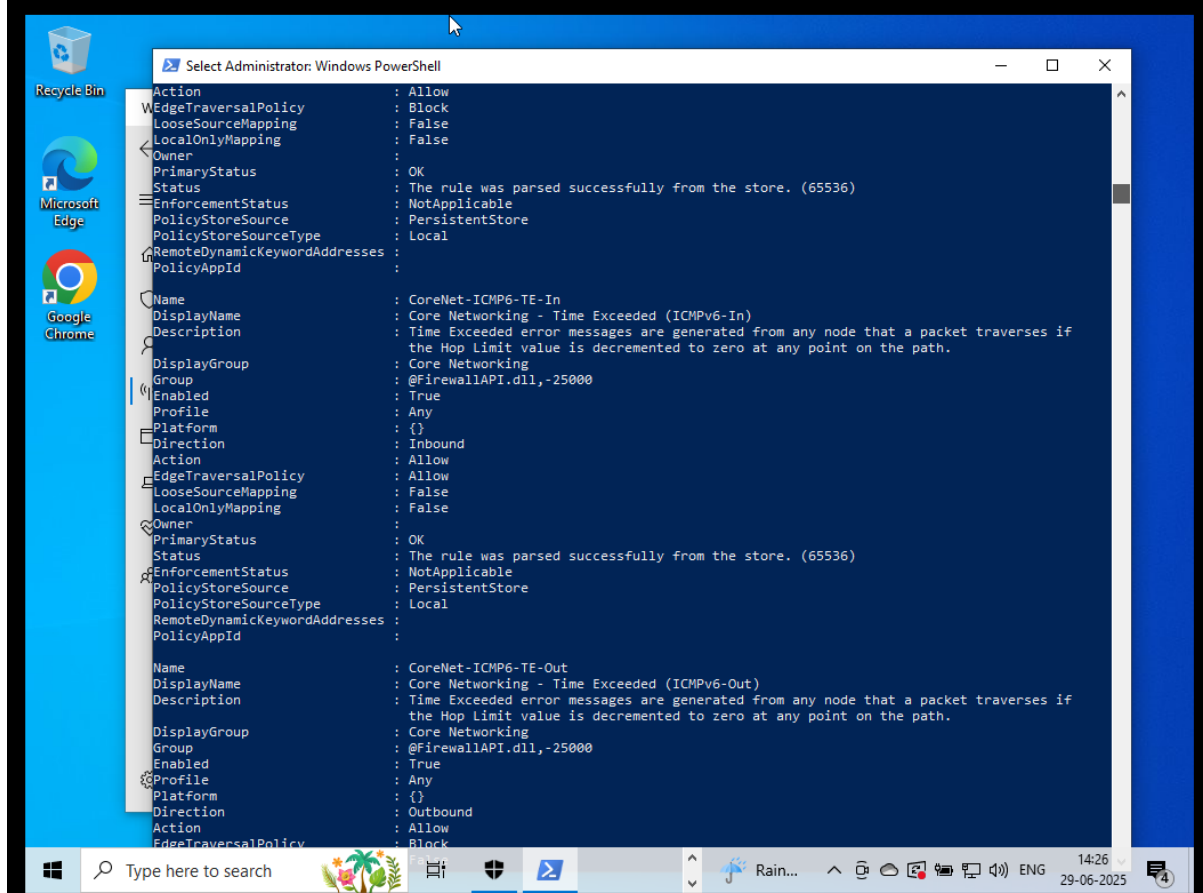 Recycle Bin
Microsoft
Edge
Google
Chrome
W
Select Administrator: Windows PowerShell
Action : Allow
EdgeTraversalPolicy : Block
LooseSourceMapping : False
LocalOnlyMapping : False
Owner :
PrimaryStatus : OK
Status : The rule was parsed successfully from the store. (65536)
EnforcementStatus : NotApplicable
PolicyStoreSource : PersistentStore
PolicyStoreSourceType : Local
RemoteDynamicKeywordAddresses :
PolicyAppId :
Name : CoreNet-ICMP6-TE-In
DisplayName : Core Networking - Time Exceeded (ICMPv6-In)
Description : Time Exceeded error messages are generated from any node that a packet traverses if
the Hop Limit value is decremented to zero at any point on the path.
DisplayGroup : Core Networking
Group : @FirewallAPI.dll,-25000
Enabled : True
Profile : Any
Platform : {}
Direction : Inbound
Action : Allow
EdgeTraversalPolicy : Allow
LooseSourceMapping : False
LocalOnlyMapping : False
Owner :
PrimaryStatus : OK
Status : The rule was parsed successfully from the store. (65536)
EnforcementStatus : NotApplicable
PolicyStoreSource : PersistentStore
PolicyStoreSourceType : Local
RemoteDynamicKeywordAddresses :
PolicyAppId :
Name : CoreNet-ICMP6-TE-Out
DisplayName : Core Networking - Time Exceeded (ICMPv6-Out)
Description : Time Exceeded error messages are generated from any node that a packet traverses if
the Hop Limit value is decremented to zero at any point on the path.
DisplayGroup : Core Networking
Group : @FirewallAPI.dll,-25000
Enabled : True
Profile : Any
Platform : {}
Direction : Outbound
Action : Allow
EdgeTraversalPolicy : Block
: False
Type here to search
Rain...
ENG
14:26
29-06-2025
4